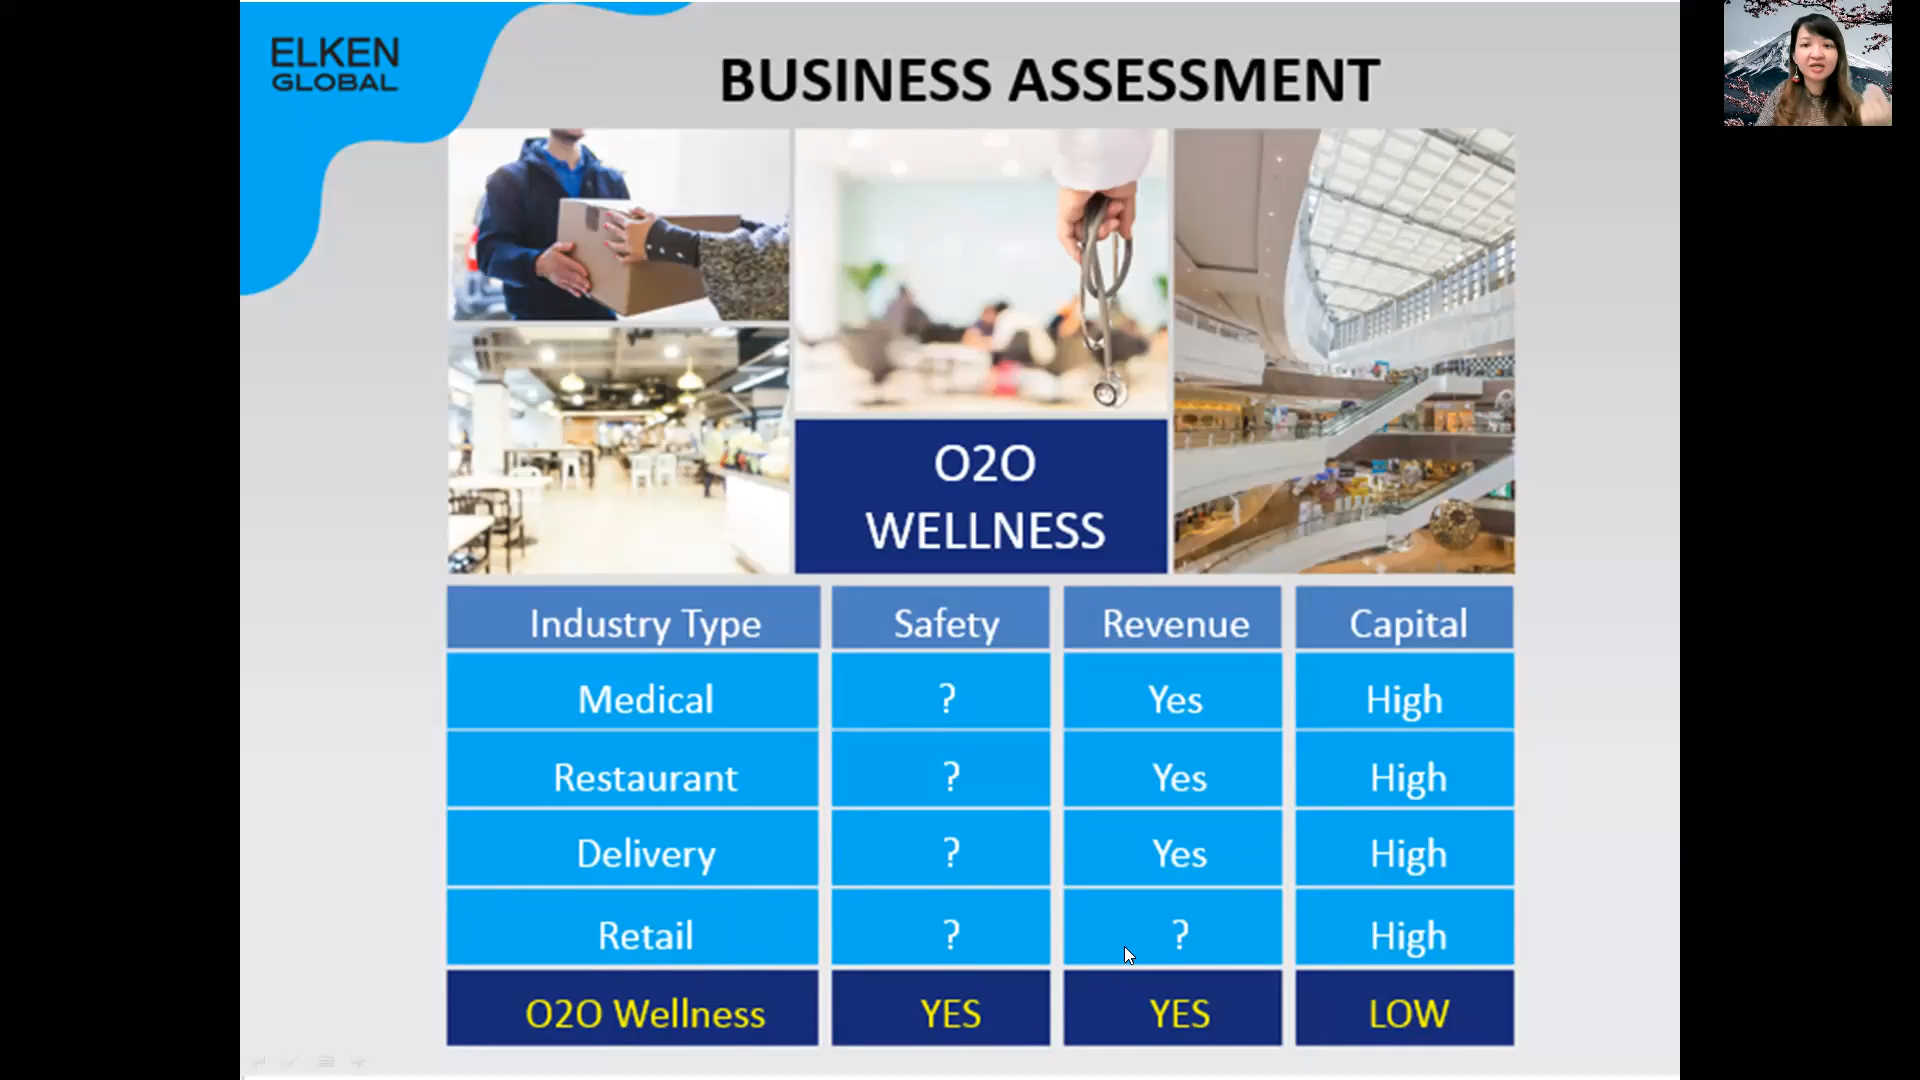 ELKEN
GLOBAL
BUSINESS ASSESSMENT
O2O
WELLNESS
Industry Type Safety Revenue Capital
Medical ? Yes High
Restaurant ? Yes High
Delivery ? Yes High
Retail ? ? High
O2O Wellness YES YES LOW